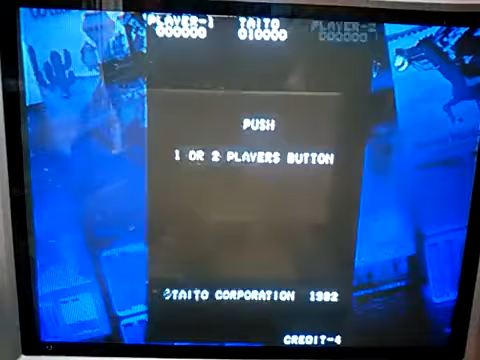 PLAYER-1 TAITO PLAYER-2
000000 010000 000000
PUSH
1 OR 2 PLAYERS BUTTON
©TAITO CORPORATION 1982
CREDIT-4